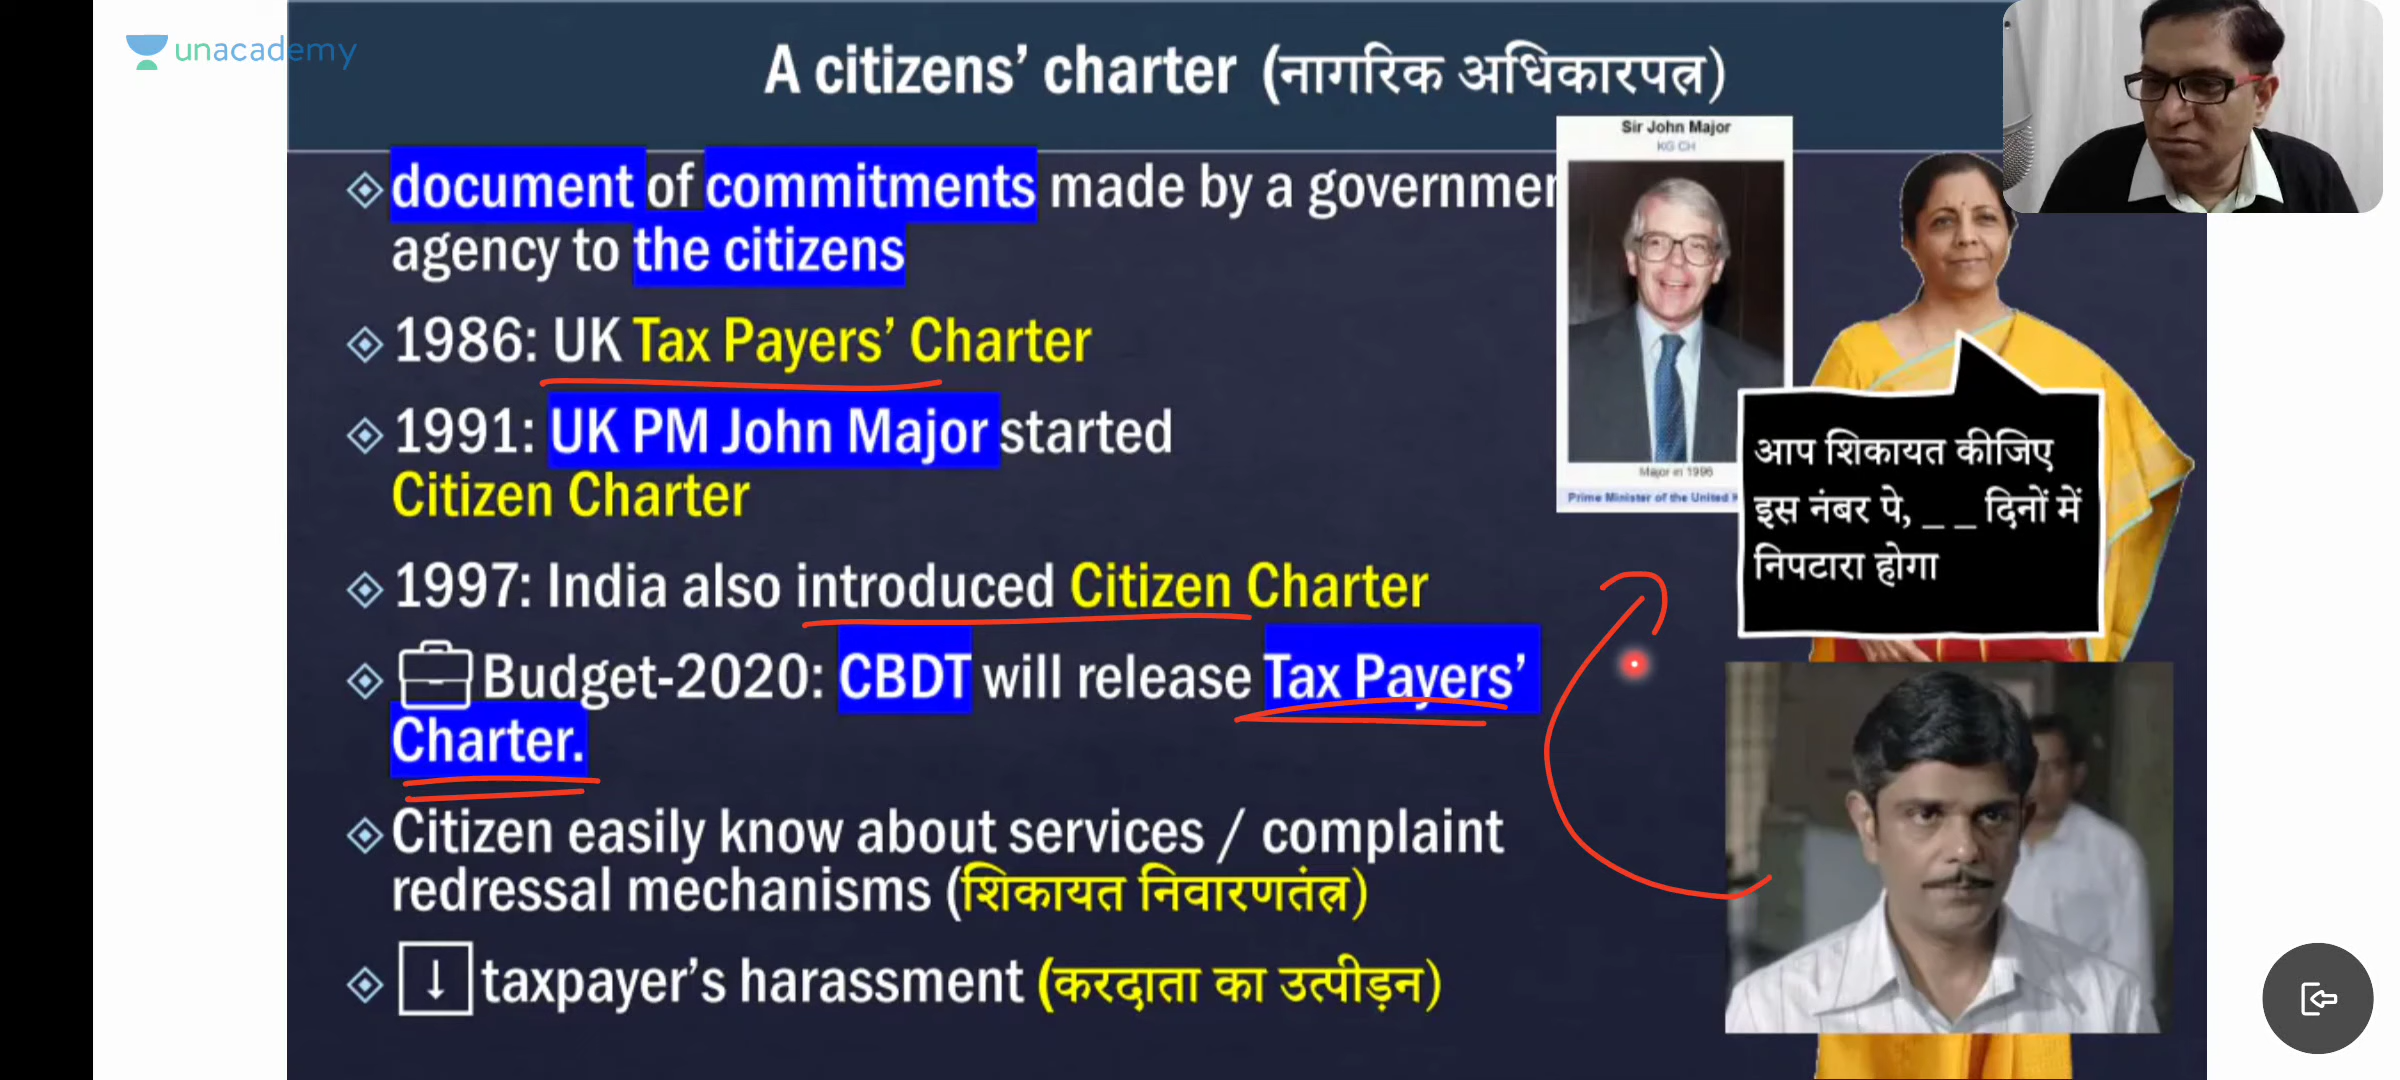 unacademy
A citizens' charter (नागरिक अधिकारपत्र)
document of commitments made by a
agency to the citizens
1986: UK Tax Payers' Charter
1991: UK PM John Major started
Citizen Charter
1997: India also introduced Citizen Charter
Budget-2020: CBDT will release Tax Payers'
Charter.
Citizen easily know about services / complaint
redressal mechanisms (शिकायत निवारणतंत्र)
↓ taxpayer's harassment (करदाता का उत्पीड़न)
Sir John Major
KG CH
Major in 1996
Prime Minister of the United
आप शिकायत कीजिए
इस नंबर पे, _ _ दिनों में
निपटारा होगा